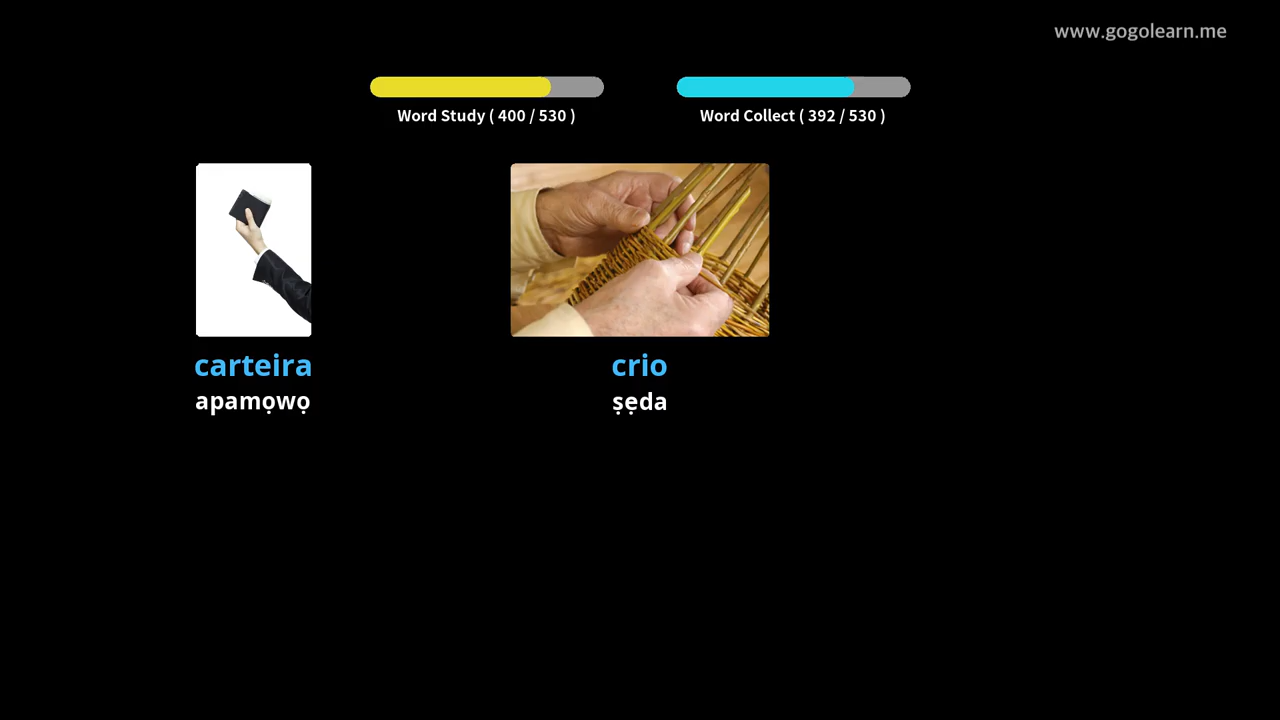 www.gogolearn.me
Word Study ( 400 / 530 )
Word Collect ( 392 / 530 )
carteira
apamọwọ
crio
ṣẹda